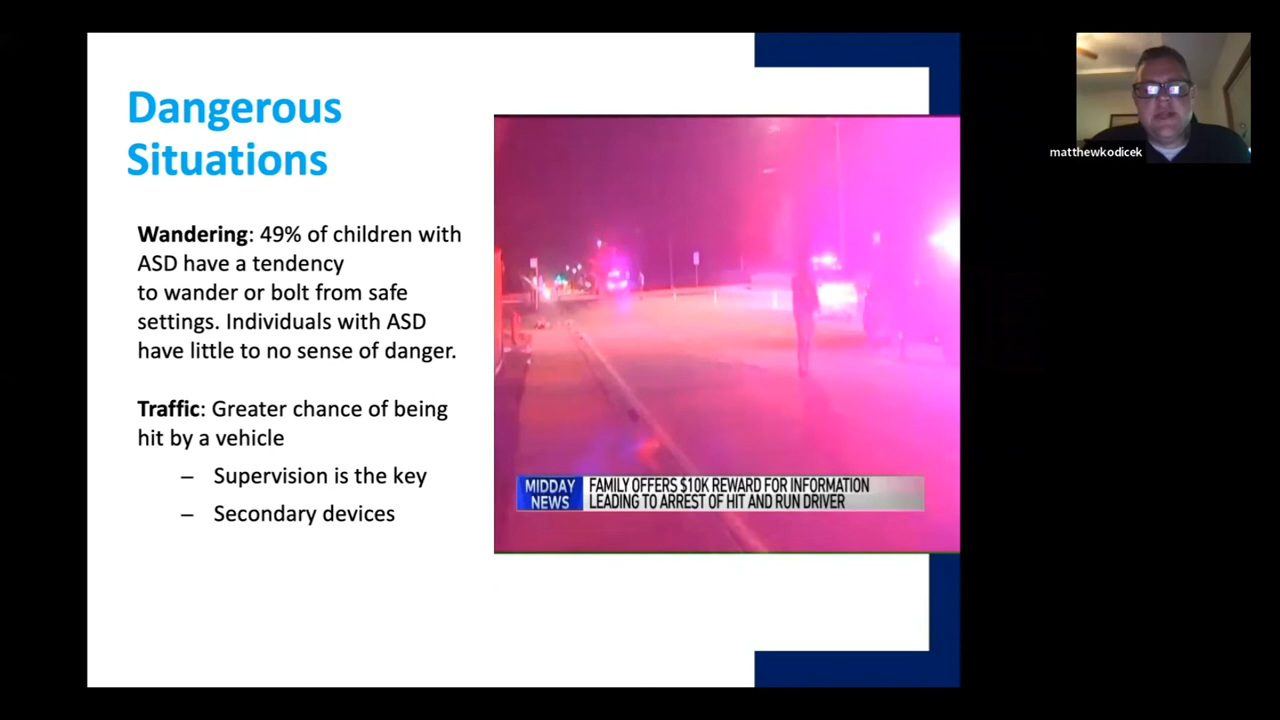 Dangerous
Situations
Wandering: 49% of children with
ASD have a tendency
to wander or bolt from safe
settings. Individuals with ASD
have little to no sense of danger.
Traffic: Greater chance of being
hit by a vehicle
– Supervision is the key
– Secondary devices
MIDDAY
NEWS
FAMILY OFFERS $10K REWARD FOR INFORMATION
LEADING TO ARREST OF HIT AND RUN DRIVER
matthewkodicek